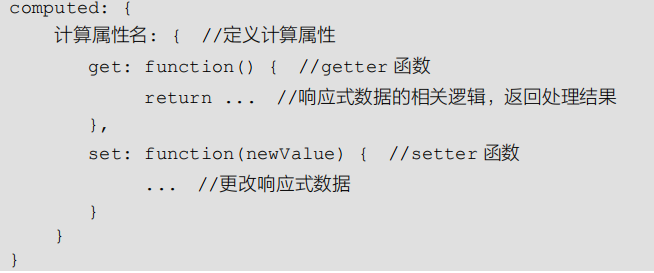 computed: {
计算属性名: {  //定义计算属性
get: function() {  //getter 函数
return ...  //响应式数据的相关逻辑，返回处理结果
},
set: function(newValue) {  //setter 函数
...  //更改响应式数据
}
}
}